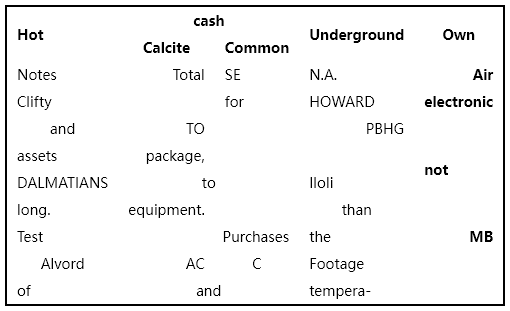 cash
Hot Underground Own
Calcite Common
Notes Total SE N.A. Air
Clifty for HOWARD electronic
and TO PBHG
assets package,
not
DALMATIANS to Iloli
long. equipment. than
Test Purchases the MB
Alvord AC C Footage
of and tempera-